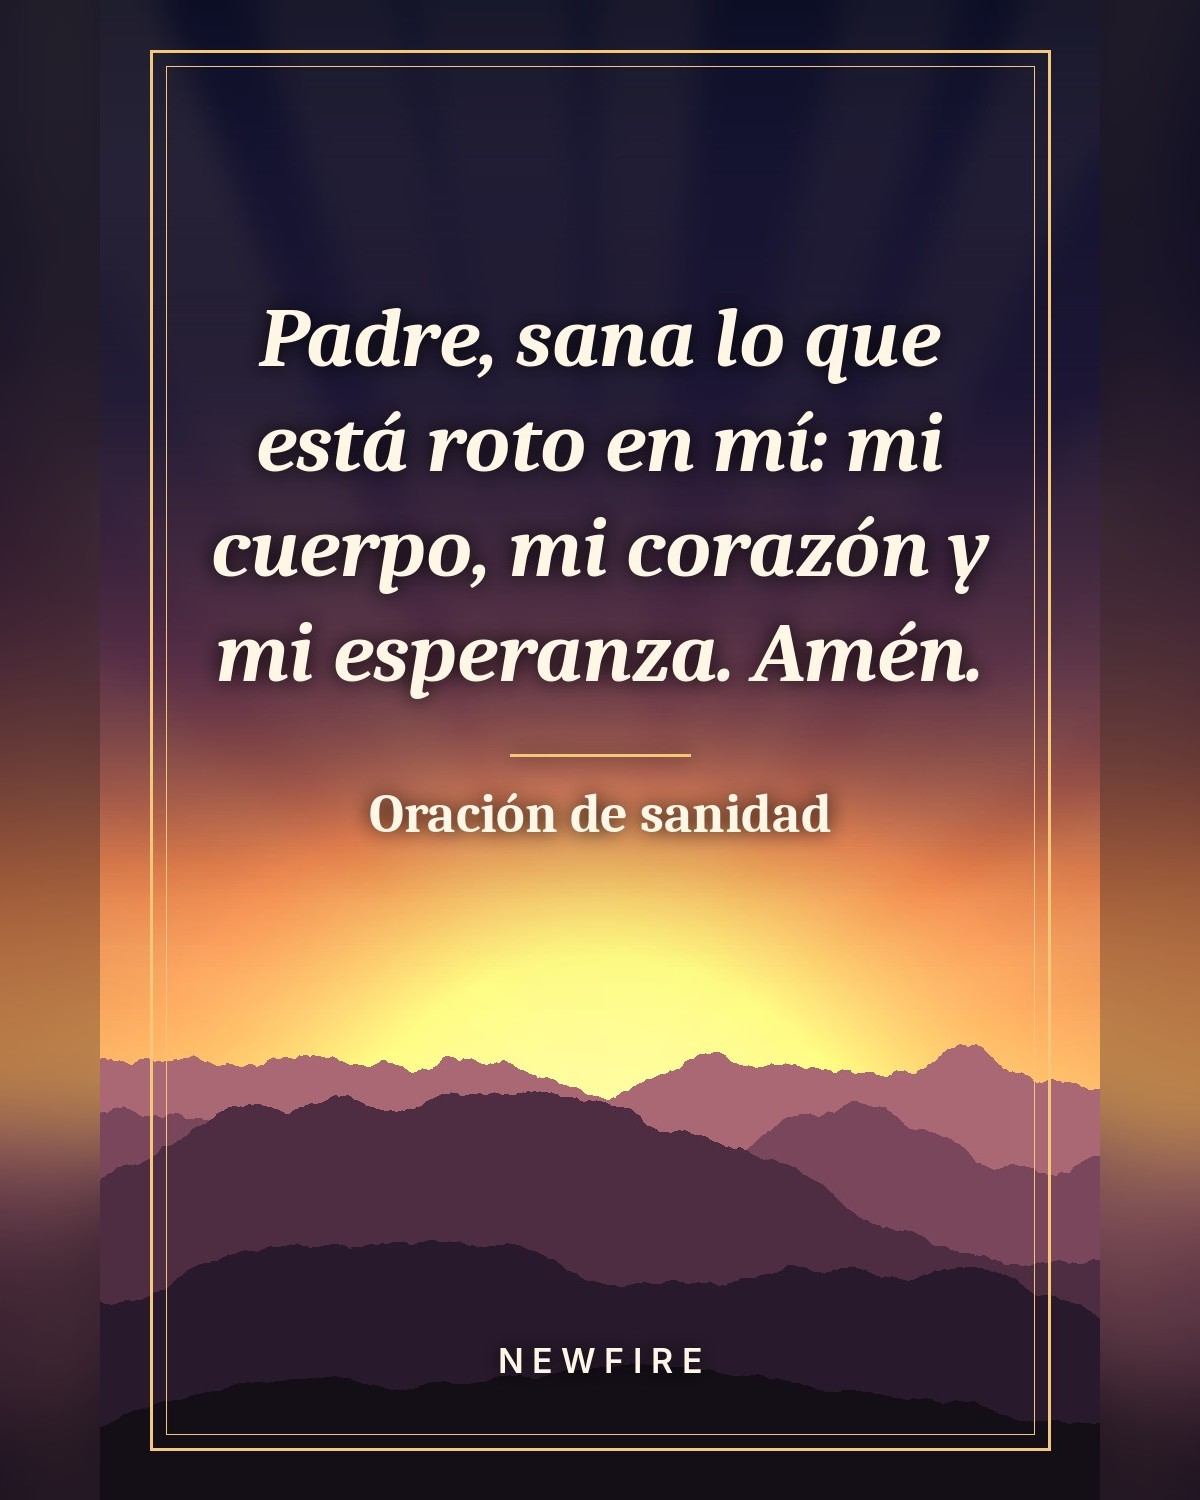 Padre, sana lo que
está roto en mí: mi
cuerpo, mi corazón y
mi esperanza. Amén.
Oración de sanidad
NEWFIRE